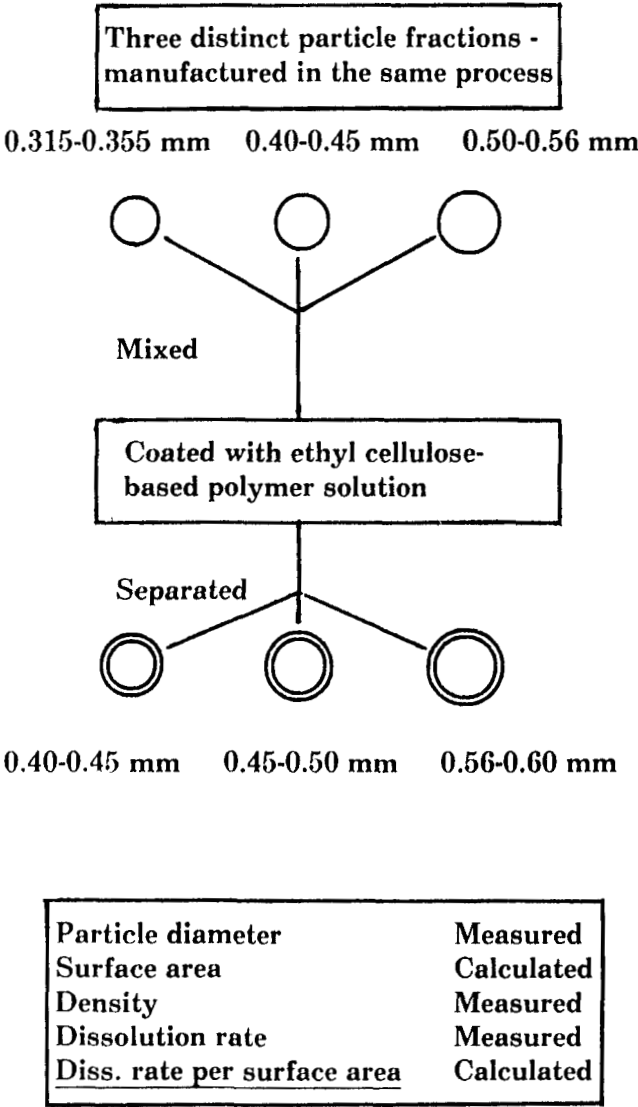 Three distinct particle fractions -
manufactured in the same process
0.315-0.355 mm 0.40-0.45 mm 0.50-0.56 mm
Mixed
Coated with ethyl cellulose-
based polymer solution
Separated
0.40-0.45 mm 0.45-0.50 mm 0.56-0.60 mm
Particle diameter Measured
Surface area Calculated
Density Measured
Dissolution rate Measured
Diss. rate per surface area Calculated